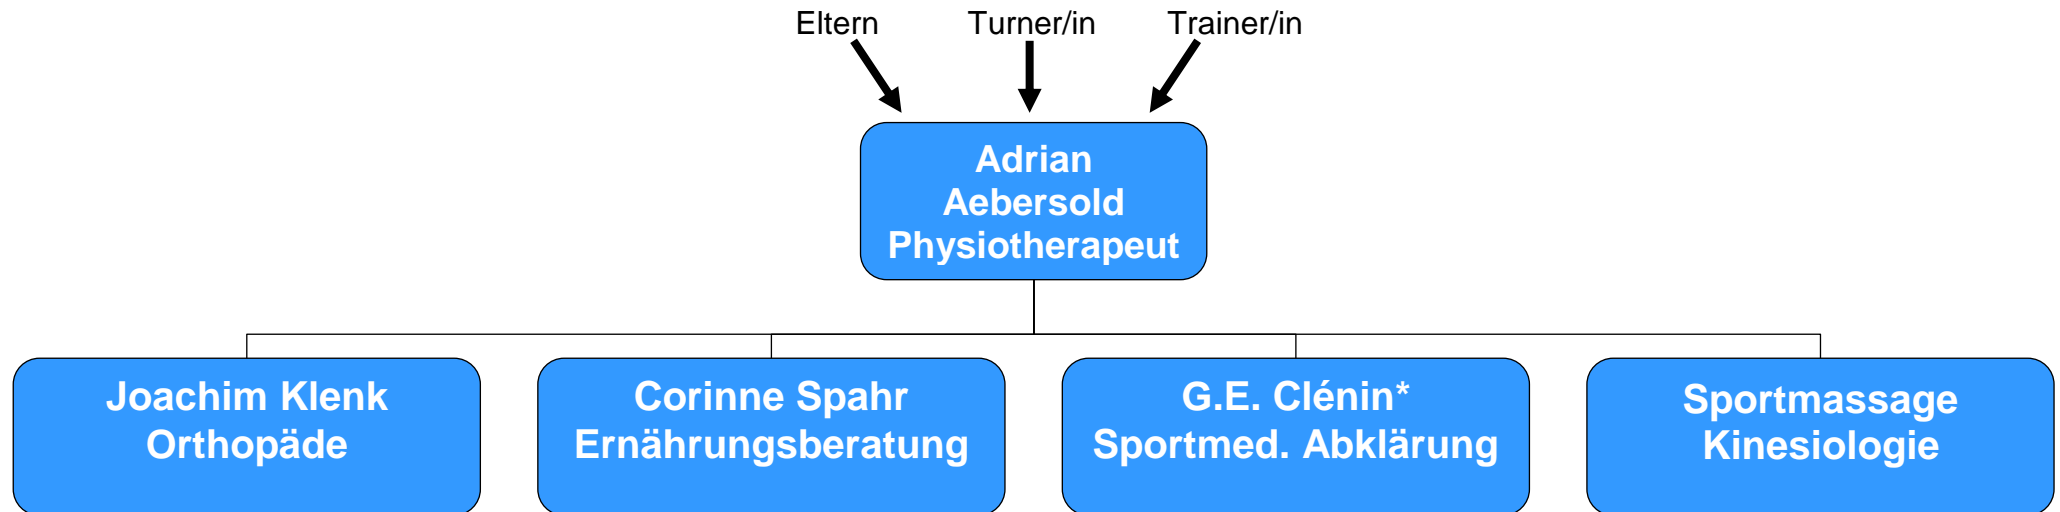 Eltern Turner/in Trainer/in
Adrian
Aebersold
Physiotherapeut
Joachim Klenk
Orthopäde
Corinne Spahr
Ernährungsberatung
G.E. Clénin*
Sportmed. Abklärung
Sportmassage
Kinesiologie